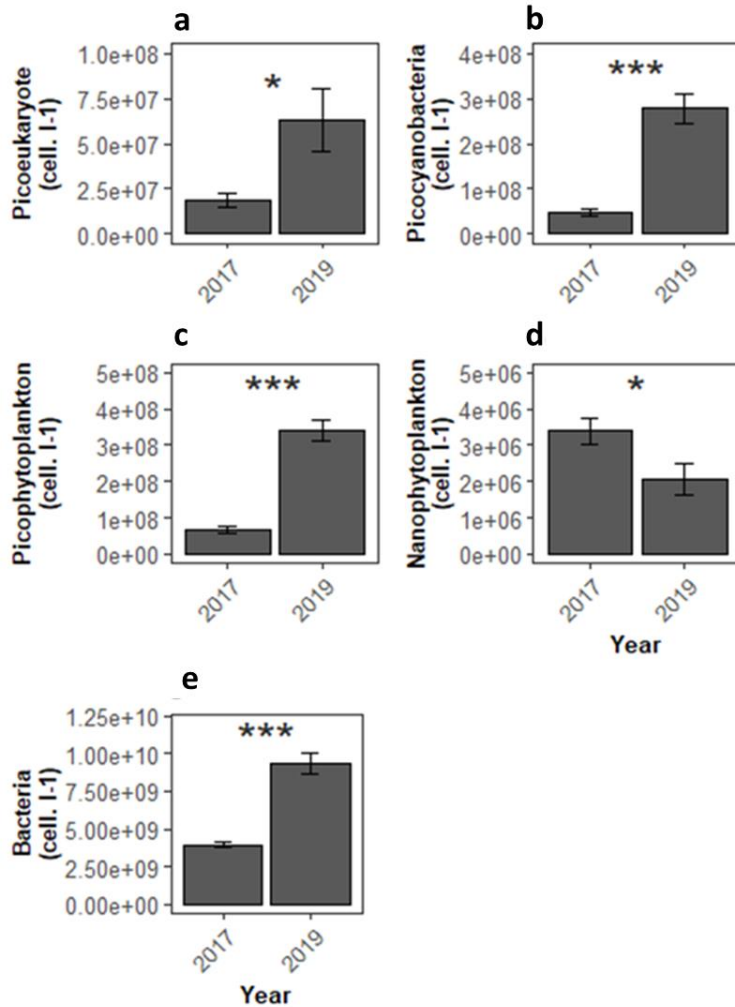 a
Picoeukaryote
(cell. l-1)
1.0e+08
7.5e+07
5.0e+07
2.5e+07
0.0e+00
*
2017
2019
b
Picocyanobacteria
(cell. l-1)
4e+08
3e+08
2e+08
1e+08
0e+00
***
2017
2019
c
Picophytoplankton
(cell. l-1)
5e+08
4e+08
3e+08
2e+08
1e+08
0e+00
***
2017
2019
d
Nanophytoplankton
(cell. l-1)
5e+06
4e+06
3e+06
2e+06
1e+06
0e+00
*
2017
2019
Year
e
Bacteria
(cell. l-1)
1.25e+10
1.00e+10
7.50e+09
5.00e+09
2.50e+09
0.00e+00
***
2017
2019
Year